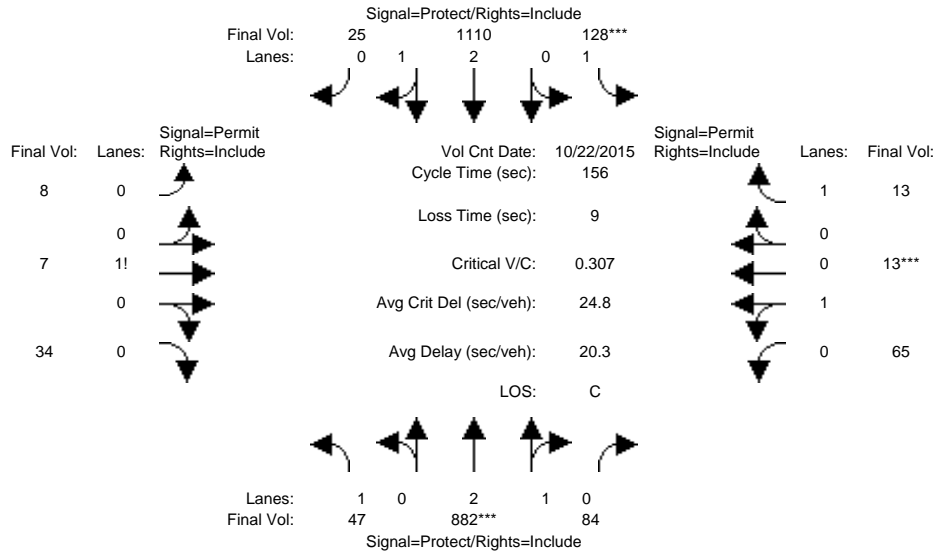 Signal=Protect/Rights=Include
Final Vol: 25 1110 128***
Lanes: 0 1 2 0 1
Signal=Permit Signal=Permit
Final Vol: Lanes: Rights=Include Vol Cnt Date: 10/22/2015 Rights=Include Lanes: Final Vol:
Cycle Time (sec): 156
8 0 1 13
Loss Time (sec): 9
0 0
7 1! Critical V/C: 0.307 0 13***
0 Avg Crit Del (sec/veh): 24.8 1
34 0 Avg Delay (sec/veh): 20.3 0 65
LOS: C
Lanes: 1 0 2 1 0
Final Vol: 47 882*** 84
Signal=Protect/Rights=Include